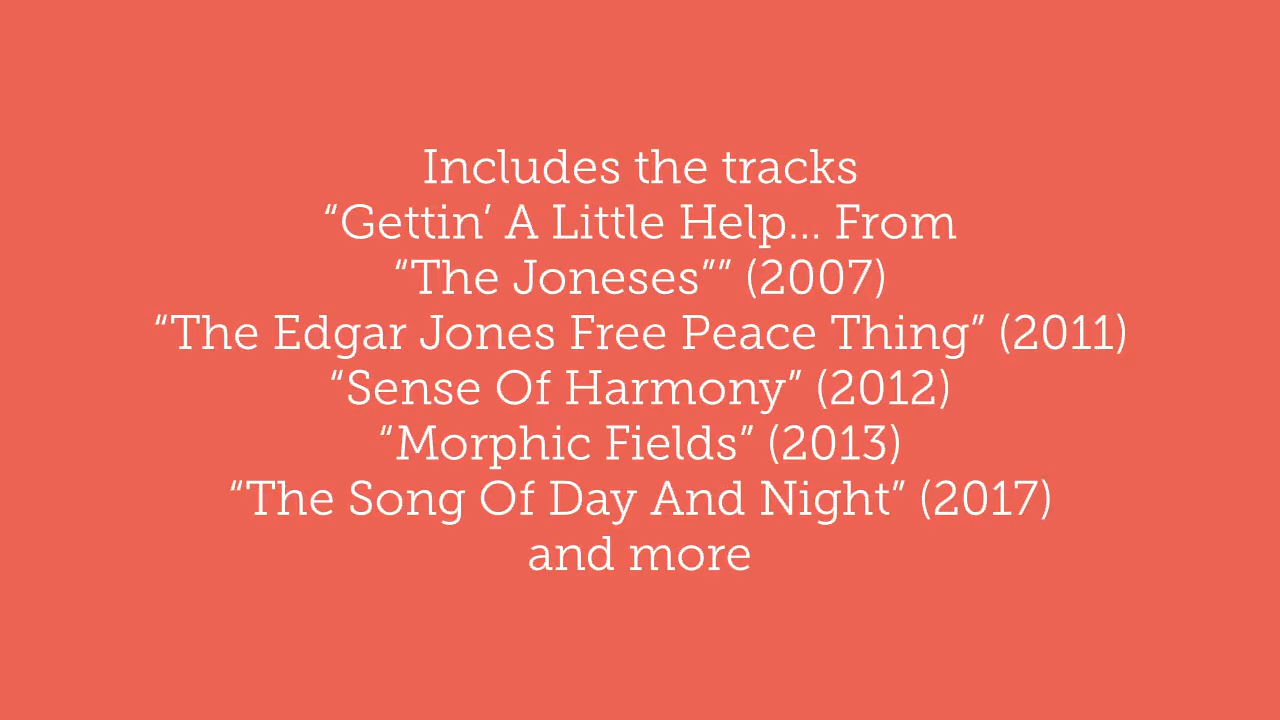 Includes the tracks
“Gettin’ A Little Help... From
“The Joneses”” (2007)
“The Edgar Jones Free Peace Thing” (2011)
“Sense Of Harmony” (2012)
“Morphic Fields” (2013)
“The Song Of Day And Night” (2017)
and more